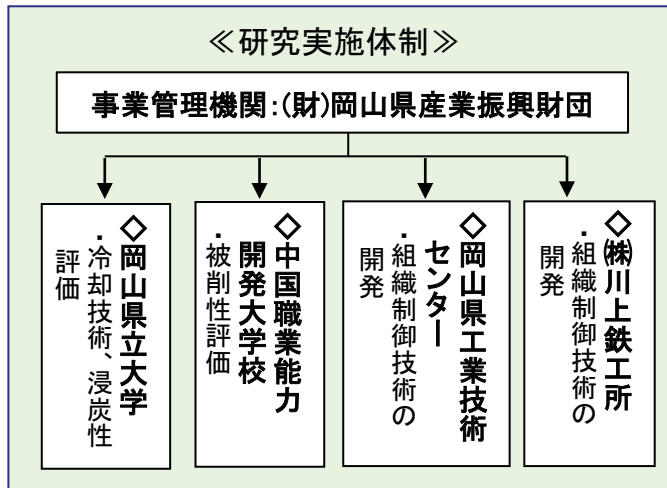 ≪研究実施体制≫
事業管理機関:(財)岡山県産業振興財団
◇岡山県立大学
・冷却技術、浸炭性
評価
◇中国職業能力
開発大学校
・被削性評価
◇岡山県工業技術
センター
・組織制御技術の
開発
◇㈱川上鉄工所
・組織制御技術の
開発